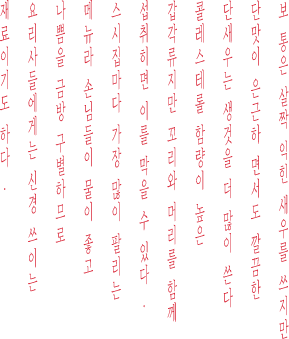 보통은 살짝 익힌 새우를 쓰지만
단맛이 은근하면서도 깔끔한
단새우는 생것을 더 많이 쓴다
콜레스테롤 함량이 높은
갑각류지만 꼬리와 머리를 함께
섭취하면 이를 막을 수 있다.
스시집마다 가장 많이 팔리는
메뉴라 손님들이 물이 좋고
나쁨을 금방 구별하므로
요리사들에게는 신경 쓰이는
재료이기도 하다.